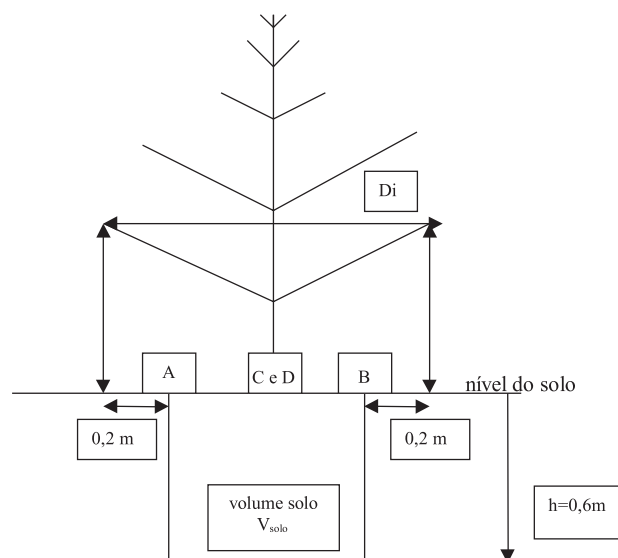 Di
A
C e D
B
nível do solo
0,2 m
0,2 m
volume solo
Vsolo
h=0,6m